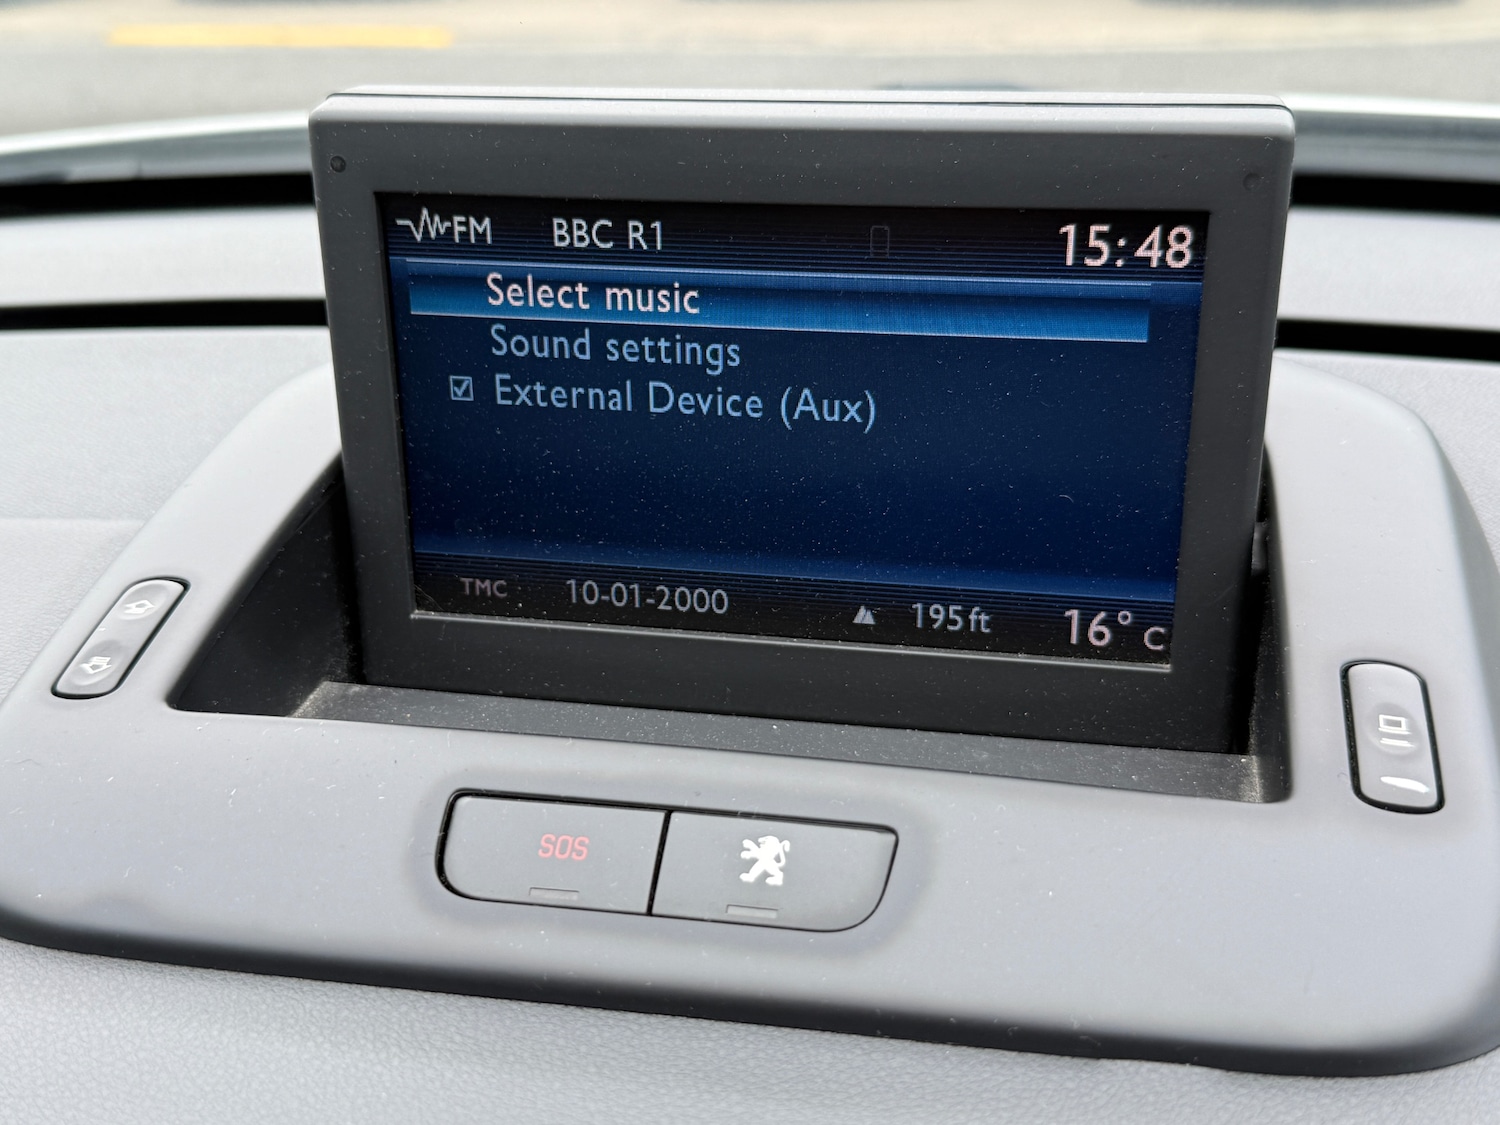 FM BBC R1 15:48
Select music
Sound settings
External Device (Aux)
TMC 10-01-2000 195ft 16° C
SOS